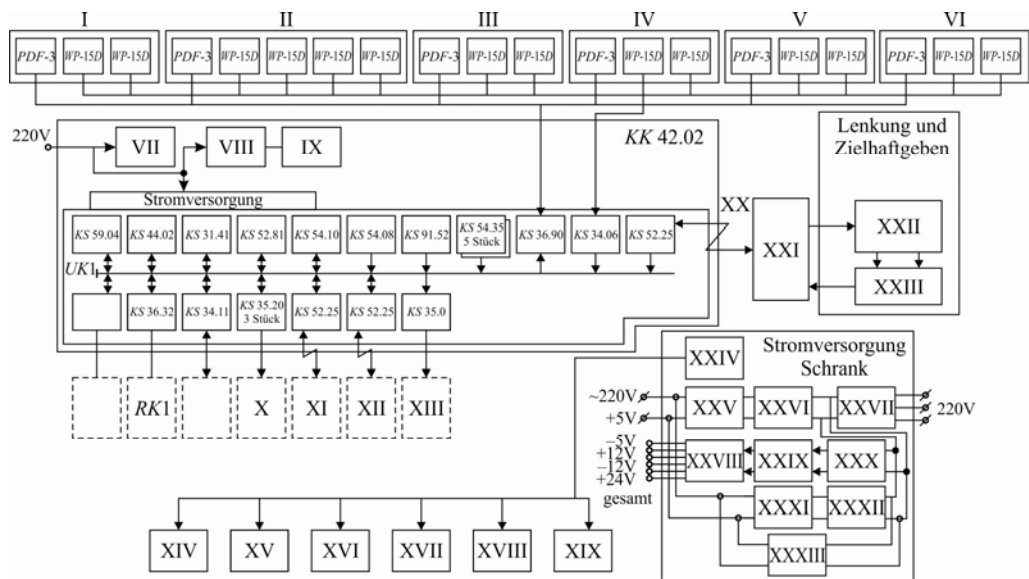 I II III IV V VI
PDF-3 WP-15D WP-15D PDF-3 WP-15D WP-15D WP-15D WP-15D PDF-3 WP-15D WP-15D PDF-3 WP-15D WP-15D PDF-3 WP-15D WP-15D PDF-3 WP-15D WP-15D
220V
VII VIII IX
KK 42.02
Lenkung und
Zielhaftgeben
Stromversorgung
KS 59.04 KS 44.02 KS 31.41 KS 52.81 KS 54.10 KS 54.08 KS 91.52 KS 54.35 KS 36.90 KS 34.06 KS 52.25
5 Stück
XX
XXI
XXII
XXIII
UK1
KS 36.32 KS 34.11 KS 35.20 KS 52.25 KS 52.25 KS 35.0
3 Stück
RK1 X XI XII XIII
XXIV
Stromversorgung
Schrank
~220V
+5V
XXV XXVI XXVII
220V
–5V
+12V
–12V
+24V
gesamt
XXVIII XXIX XXX
XXXI XXXII
XXXIII
XIV XV XVI XVII XVIII XIX